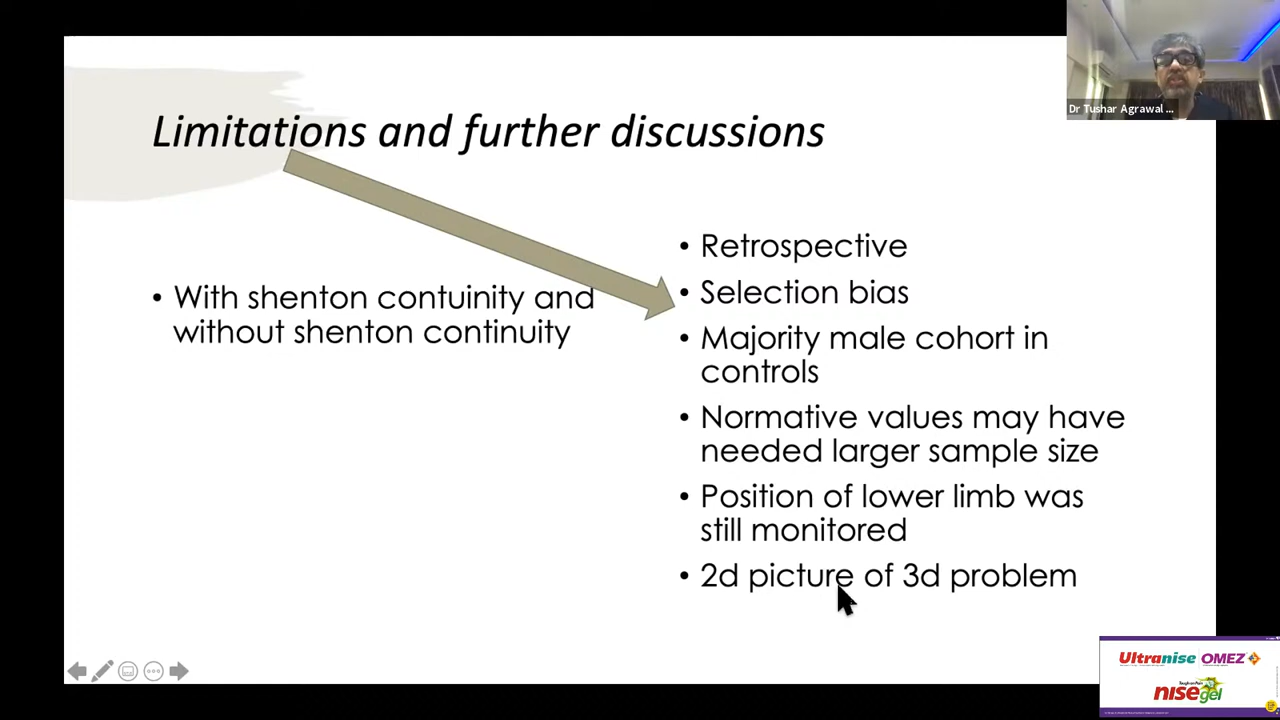 Dr Tushar Agrawal ...
Limitations and further discussions
• With shenton contuinity and
without shenton continuity
• Retrospective
• Selection bias
• Majority male cohort in
controls
• Normative values may have
needed larger sample size
• Position of lower limb was
still monitored
• 2d picture of 3d problem
Ultranise OMEZ
nise gel